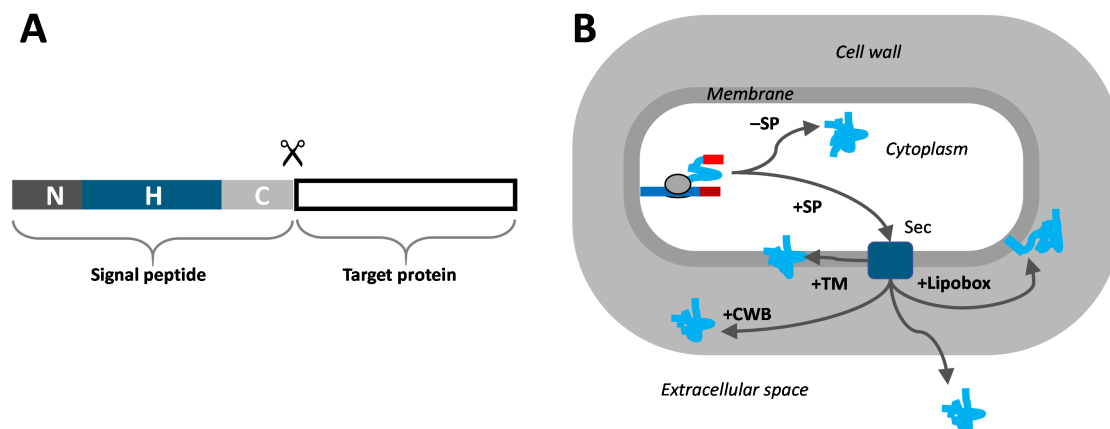 A
N H C
Signal peptide
Target protein
B
Cell wall
Membrane
–SP
Cytoplasm
+SP
Sec
+TM
+Lipobox
+CWB
Extracellular space